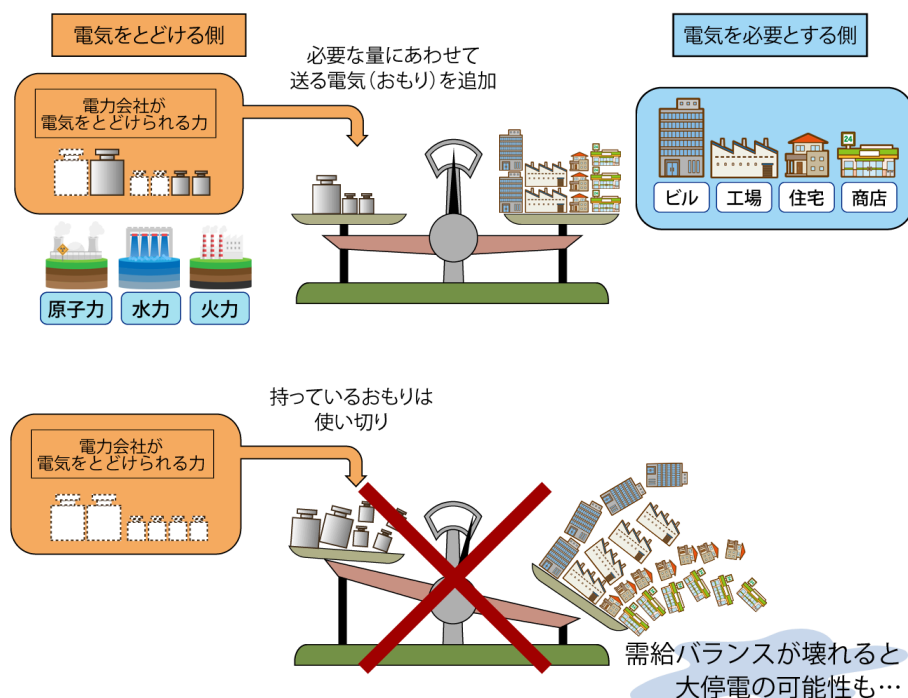 電気をとどける側
必要な量にあわせて
送る電気（おもり）を追加
電気を必要とする側
電力会社が
電気をとどけられる力
24
ビル
工場
住宅
商店
原子力
水力
火力
持っているおもりは
使い切り
電力会社が
電気をとどけられる力
需給バランスが壊れると
大停電の可能性も…